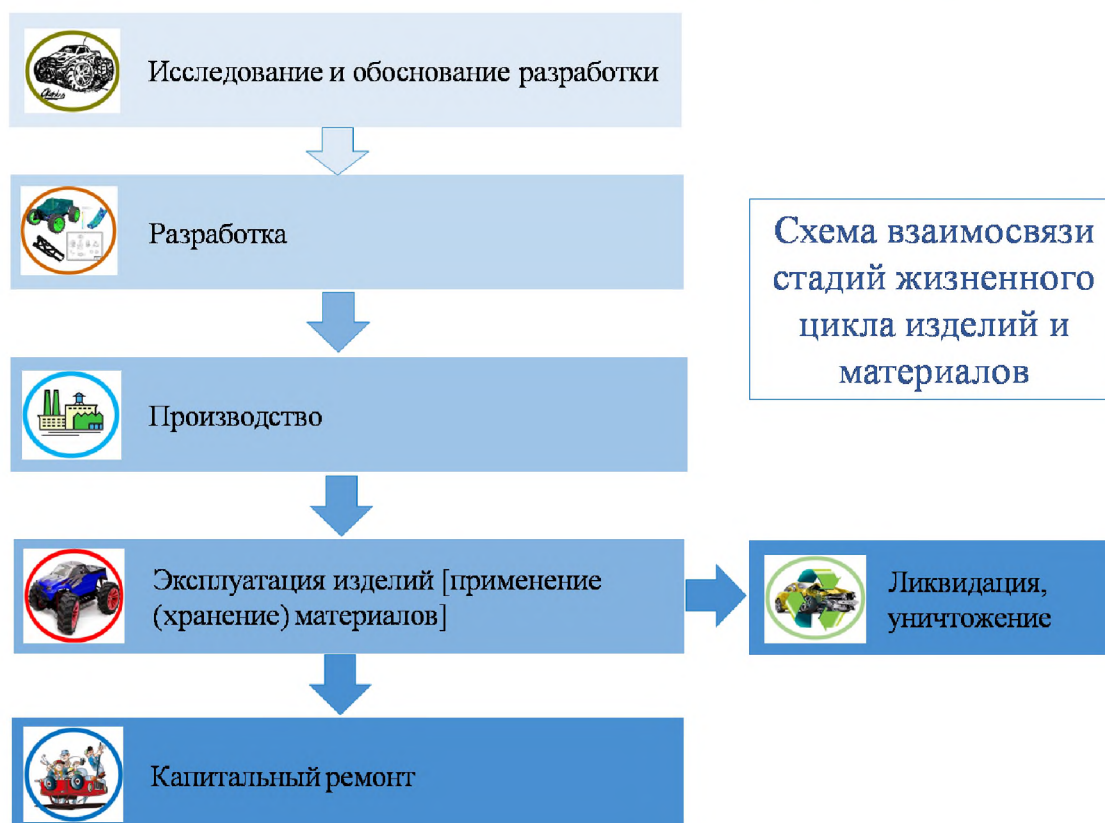 Исследование и обоснование разработки
Разработка
Схема взаимосвязи
стадий жизненного
цикла изделий и
материалов
Производство
Эксплуатация изделий [применение
(хранение) материалов]
Ликвидация,
уничтожение
Капитальный ремонт